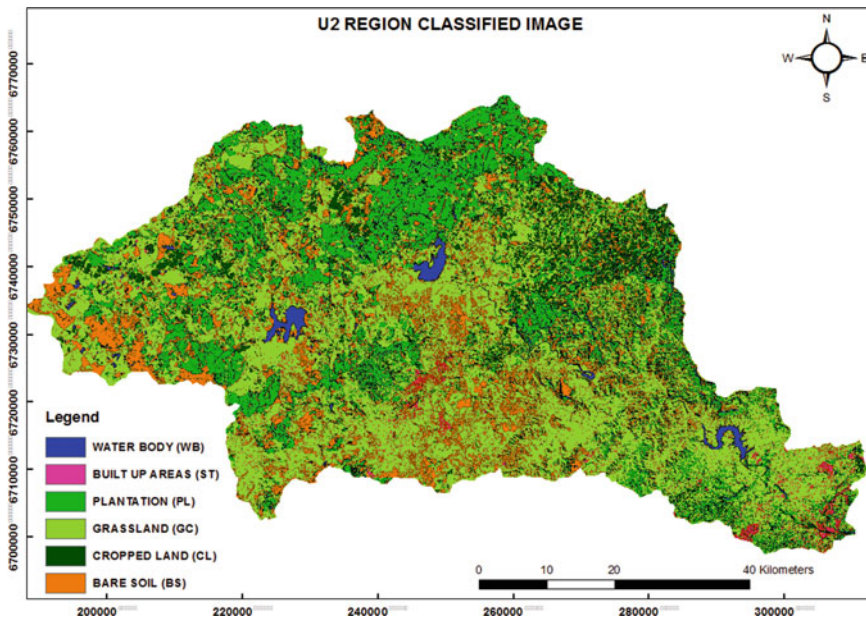 U2 REGION CLASSIFIED IMAGE
N
W E
S
6770000
6760000
6750000
6740000
6730000
6720000
6710000
6700000
Legend
WATER BODY (WB)
BUILT UP AREAS (ST)
PLANTATION (PL)
GRASSLAND (GC)
CROPPED LAND (CL)
BARE SOIL (BS)
0 10 20 40 Kilometers
200000 220000 240000 260000 280000 300000